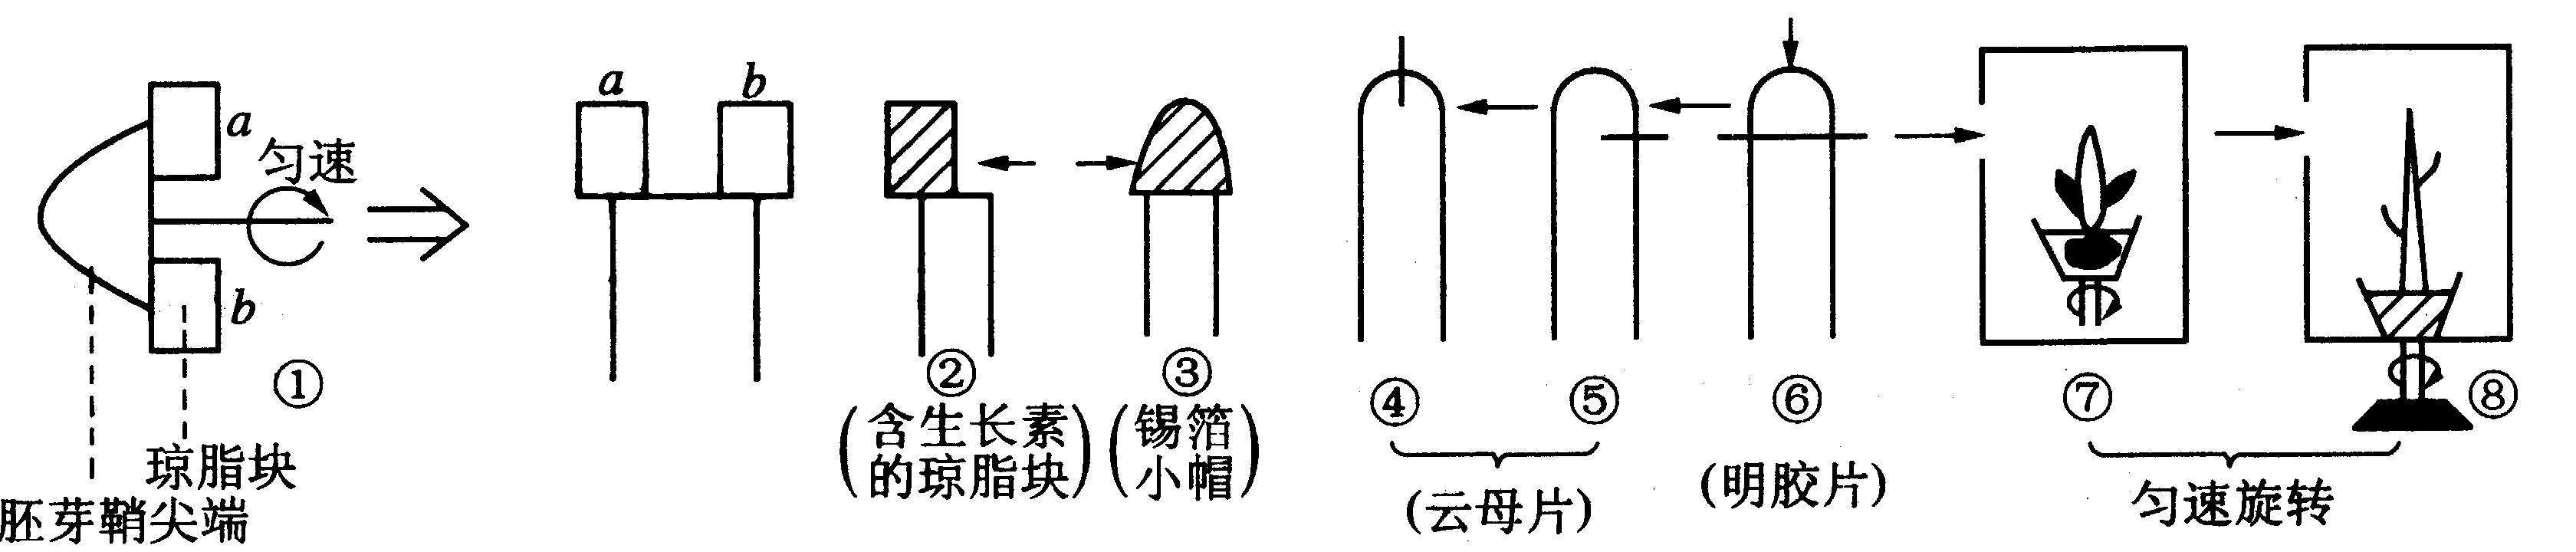 a
匀速
b
①
琼脂块
胚芽鞘尖端
a
b
②
(含生长素
的琼脂块)
③
(锡箔
小帽)
④
⑤
(云母片)
⑥
(明胶片)
⑦
⑧
匀速旋转